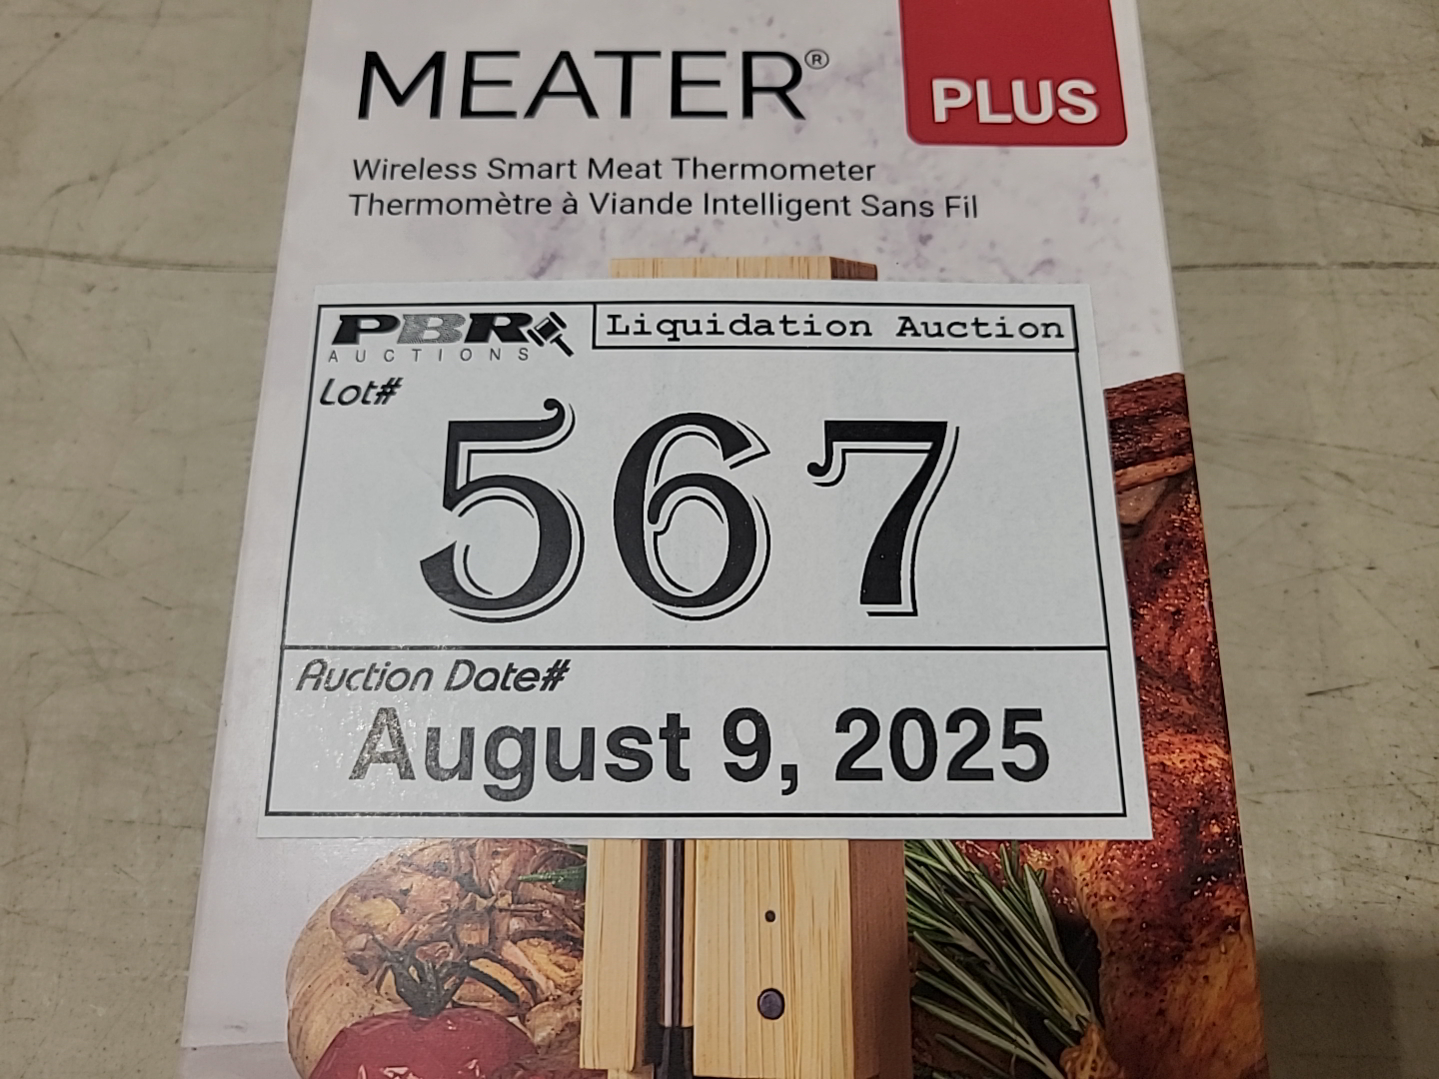 MEATER®
PLUS
Wireless Smart Meat Thermometer
Thermomètre à Viande Intelligent Sans Fil
PBR
AUCTIONS
Liquidation Auction
Lot#
567
Auction Date#
August 9, 2025